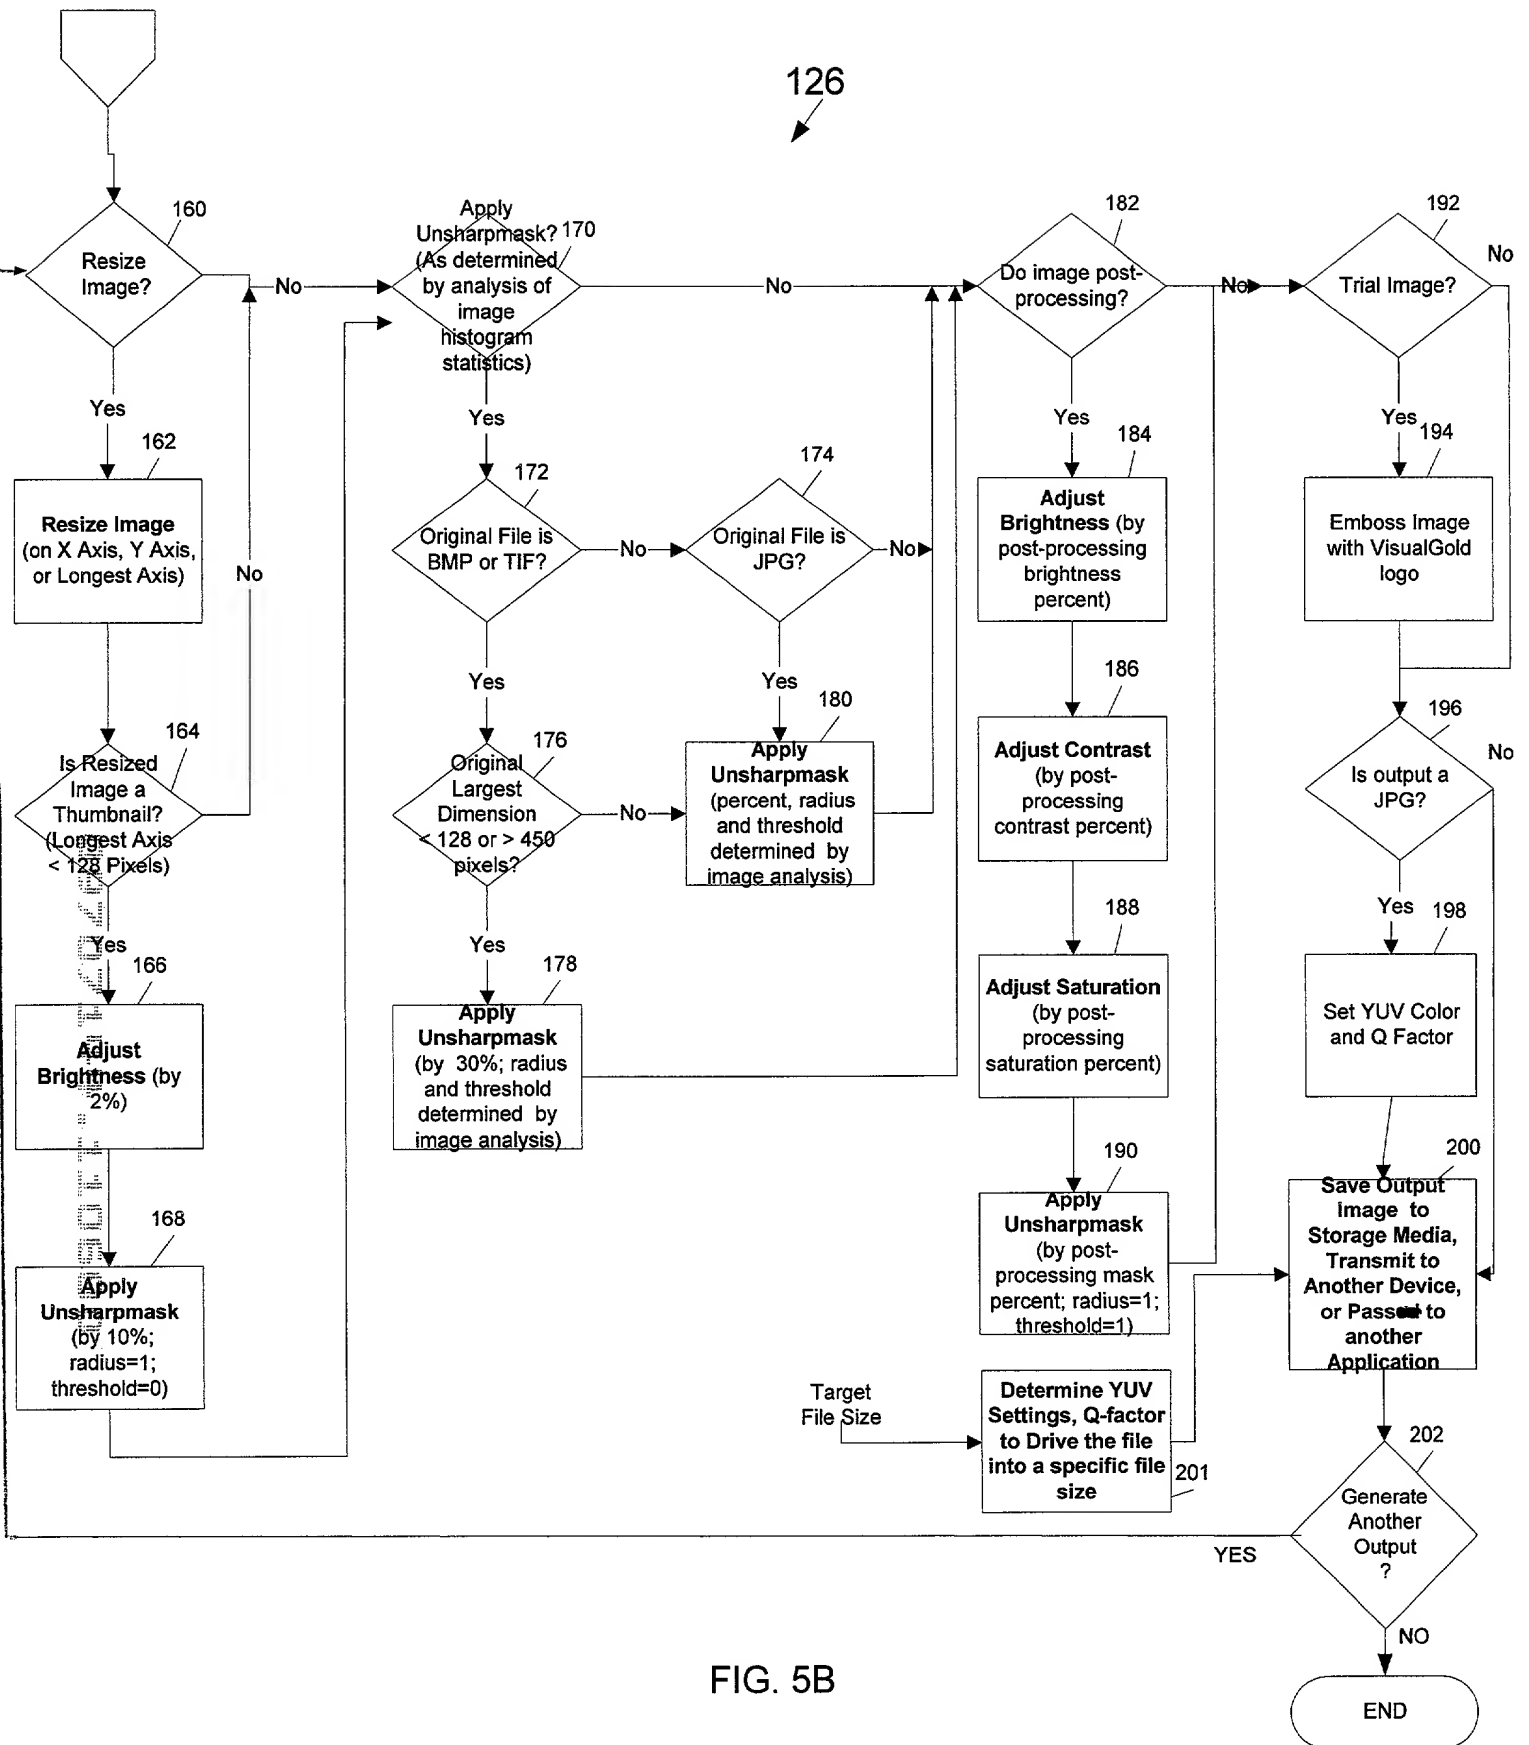 126
160
Resize
Image?
No
Yes
162
Resize Image
(on X Axis, Y Axis,
or Longest Axis)
No
164
Is Resized
Image a
Thumbnail?
(Longest Axis
< 128 Pixels)
Yes
166
Adjust
Brightness (by
2%)
168
Apply
Unsharpmask
(by 10%;
radius=1;
threshold=0)
Apply
Unsharpmask?
(As determined
by analysis of
image
histogram
statistics)
170
No
Yes
172
Original File is
BMP or TIF?
No
174
Original File is
JPG?
No
Yes
Yes
176
Original
Largest
Dimension
< 128 or > 450
pixels?
No
180
Apply
Unsharpmask
(percent, radius
and threshold
determined by
image analysis)
Yes
178
Apply
Unsharpmask
(by 30%; radius
and threshold
determined by
image analysis)
182
Do image post-
processing?
No
Yes
184
Adjust
Brightness (by
post-processing
brightness
percent)
186
Adjust Contrast
(by post-
processing
contrast percent)
188
Adjust Saturation
(by post-
processing
saturation percent)
190
Apply
Unsharpmask
(by post-
processing mask
percent; radius=1;
threshold=1)
Target
File Size
Determine YUV
Settings, Q-factor
to Drive the file
into a specific file
size
201
192
Trial Image?
No
Yes
194
Emboss Image
with VisualGold
logo
196
Is output a
JPG?
No
Yes
198
Set YUV Color
and Q Factor
200
Save Output
Image to
Storage Media,
Transmit to
Another Device,
or Pass to
another
Application
202
Generate
Another
Output
?
YES
NO
END
FIG. 5B